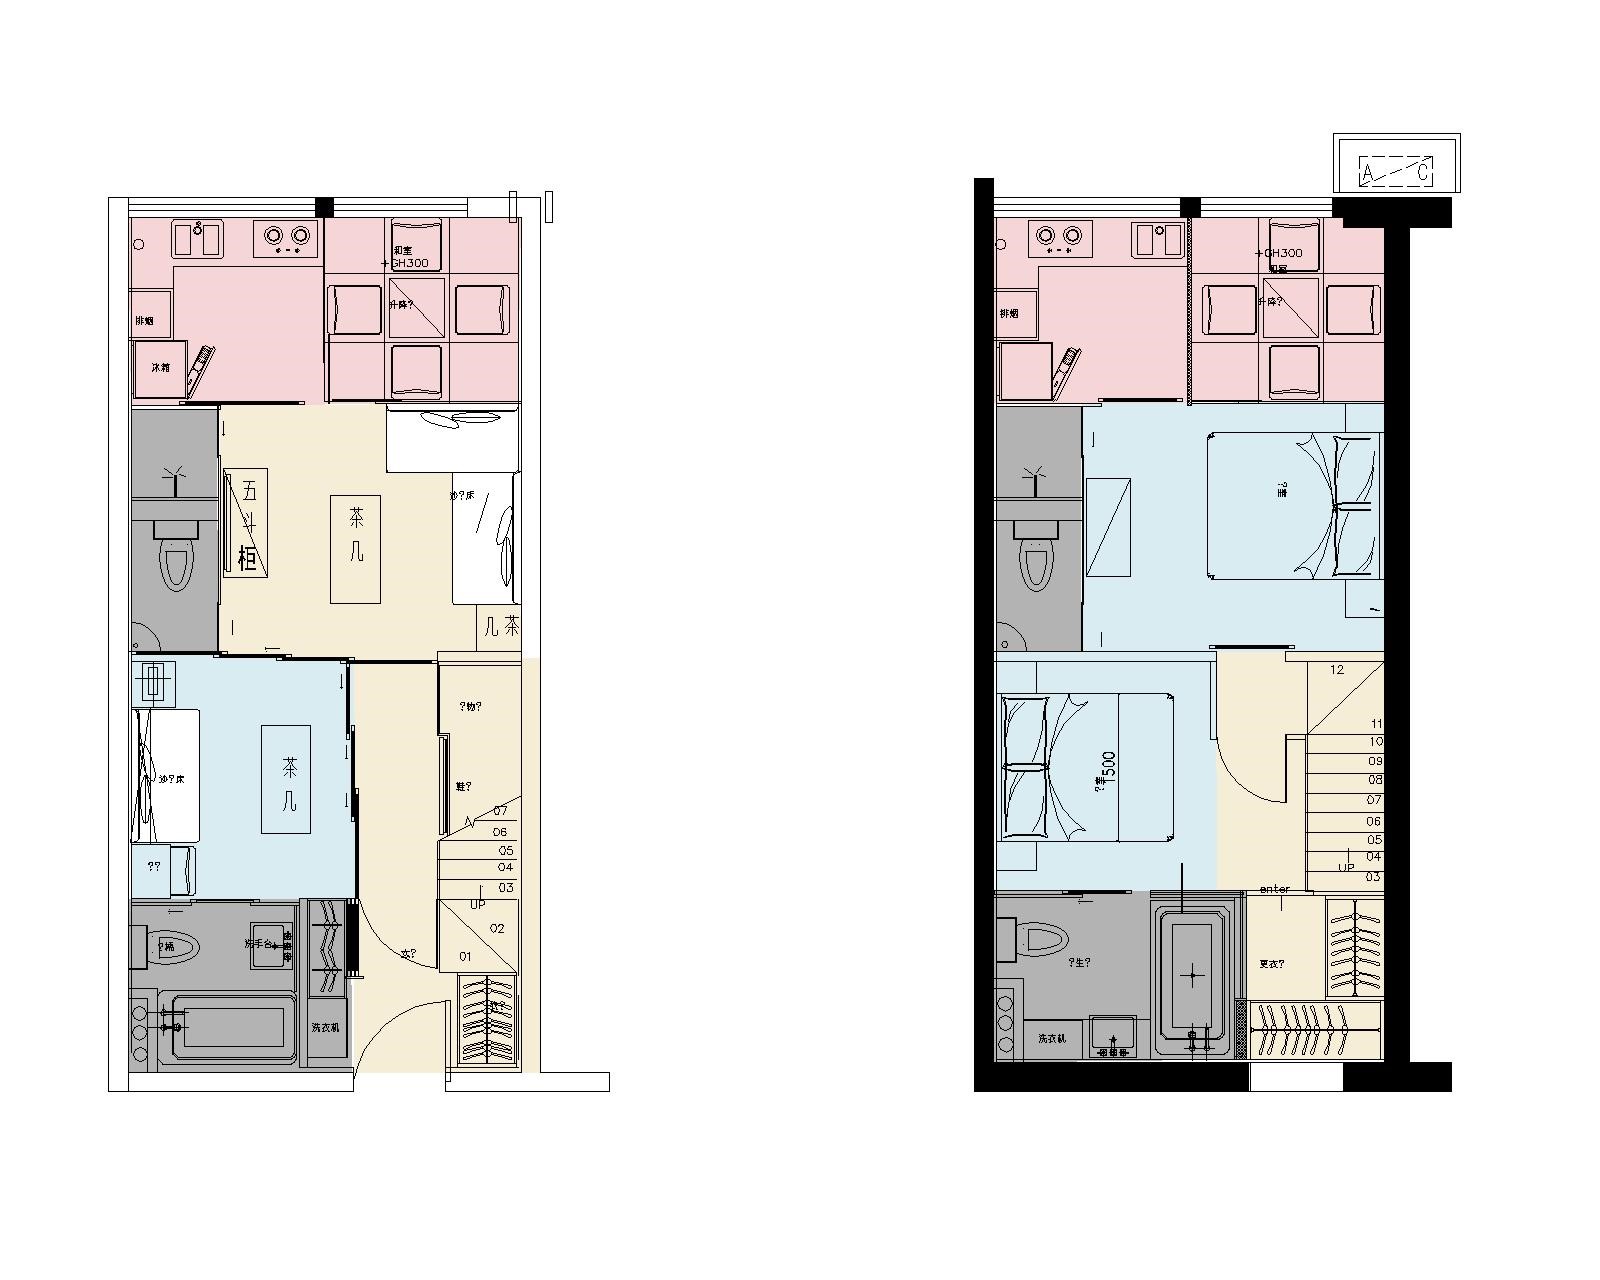 和室
+GH300
升降?
排烟
冰箱
五
斗
柜
茶
几
沙?床
几 茶
?物?
鞋?
茶
几
沙?床
??
07
06
05
04
03
UP
02
01
?桶
洗手台
玄?
洗衣机
A C
+GH300
和室
升降?
排烟
12
11
10
09
08
07
06
05
04
UP
03
1500
enter
?生?
更衣?
洗衣机